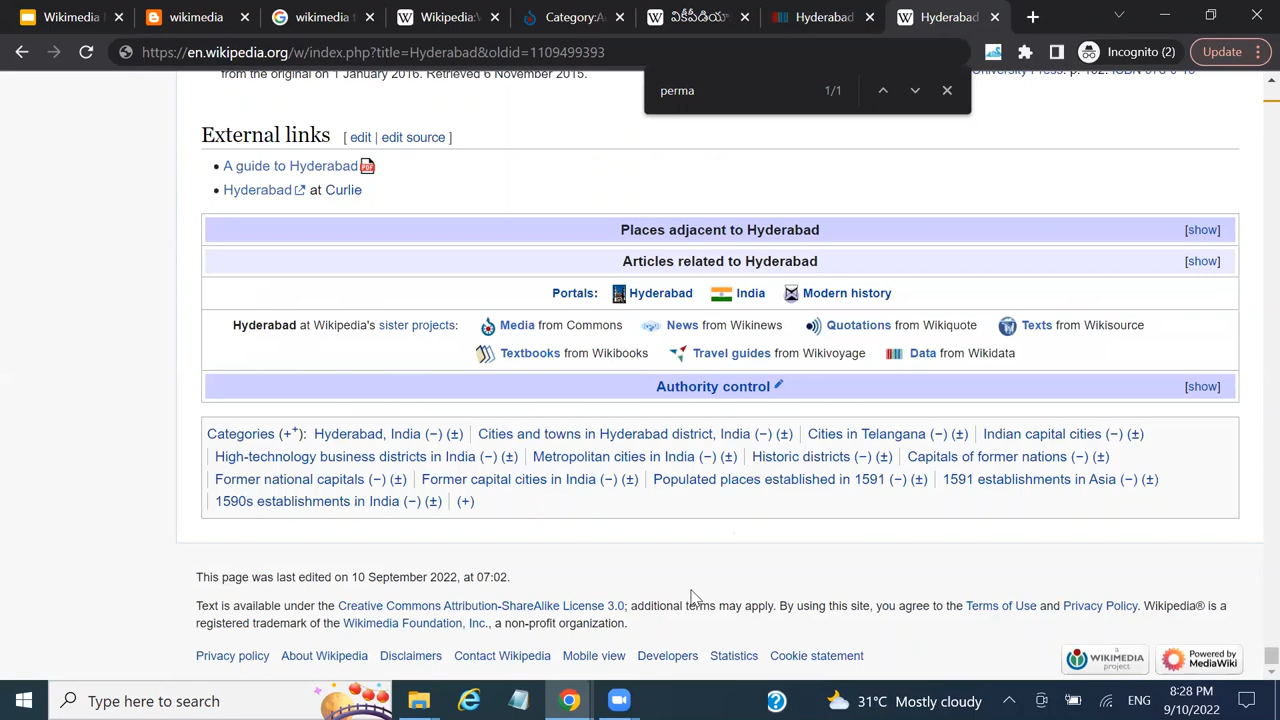 Wikimedia
wikimedia
wikimedia t
Wikipedia:\
Category:A
వికీపీడియా
Hyderabad
Hyderabad
https://en.wikipedia.org/w/index.php?title=Hyderabad&oldid=1109499393
Incognito (2)
Update
perma 1/1
from the original on 1 January 2016. Retrieved 6 November 2015.
External links [ edit | edit source ]
A guide to Hyderabad
Hyderabad at Curlie
Places adjacent to Hyderabad [show]
Articles related to Hyderabad [show]
Portals: Hyderabad India Modern history
Hyderabad at Wikipedia's sister projects: Media from Commons News from Wikinews Quotations from Wikiquote Texts from Wikisource
Textbooks from Wikibooks Travel guides from Wikivoyage Data from Wikidata
Authority control [show]
Categories (+⁺): Hyderabad, India (−) (±) | Cities and towns in Hyderabad district, India (−) (±) | Cities in Telangana (−) (±) | Indian capital cities (−) (±)
| High-technology business districts in India (−) (±) | Metropolitan cities in India (−) (±) | Historic districts (−) (±) | Capitals of former nations (−) (±)
| Former national capitals (−) (±) | Former capital cities in India (−) (±) | Populated places established in 1591 (−) (±) | 1591 establishments in Asia (−) (±)
| 1590s establishments in India (−) (±) | (+)
This page was last edited on 10 September 2022, at 07:02.
Text is available under the Creative Commons Attribution-ShareAlike License 3.0; additional terms may apply. By using this site, you agree to the Terms of Use and Privacy Policy. Wikipedia® is a
registered trademark of the Wikimedia Foundation, Inc., a non-profit organization.
Privacy policy About Wikipedia Disclaimers Contact Wikipedia Mobile view Developers Statistics Cookie statement
a WIKIMEDIA project
Powered by MediaWiki
Type here to search
31°C Mostly cloudy
ENG
8:28 PM
9/10/2022